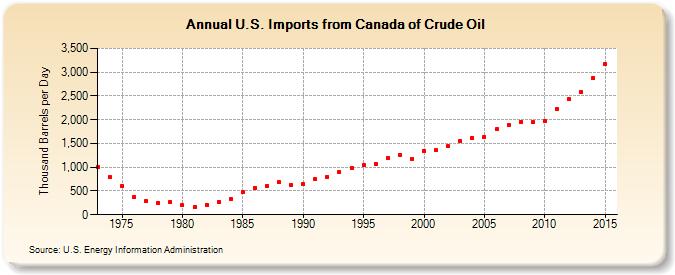 Annual U.S. Imports from Canada of Crude Oil
Thousand Barrels per Day
3,500
3,000
2,500
2,000
1,500
1,000
500
0
1975 1980 1985 1990 1995 2000 2005 2010 2015
Source: U.S. Energy Information Administration